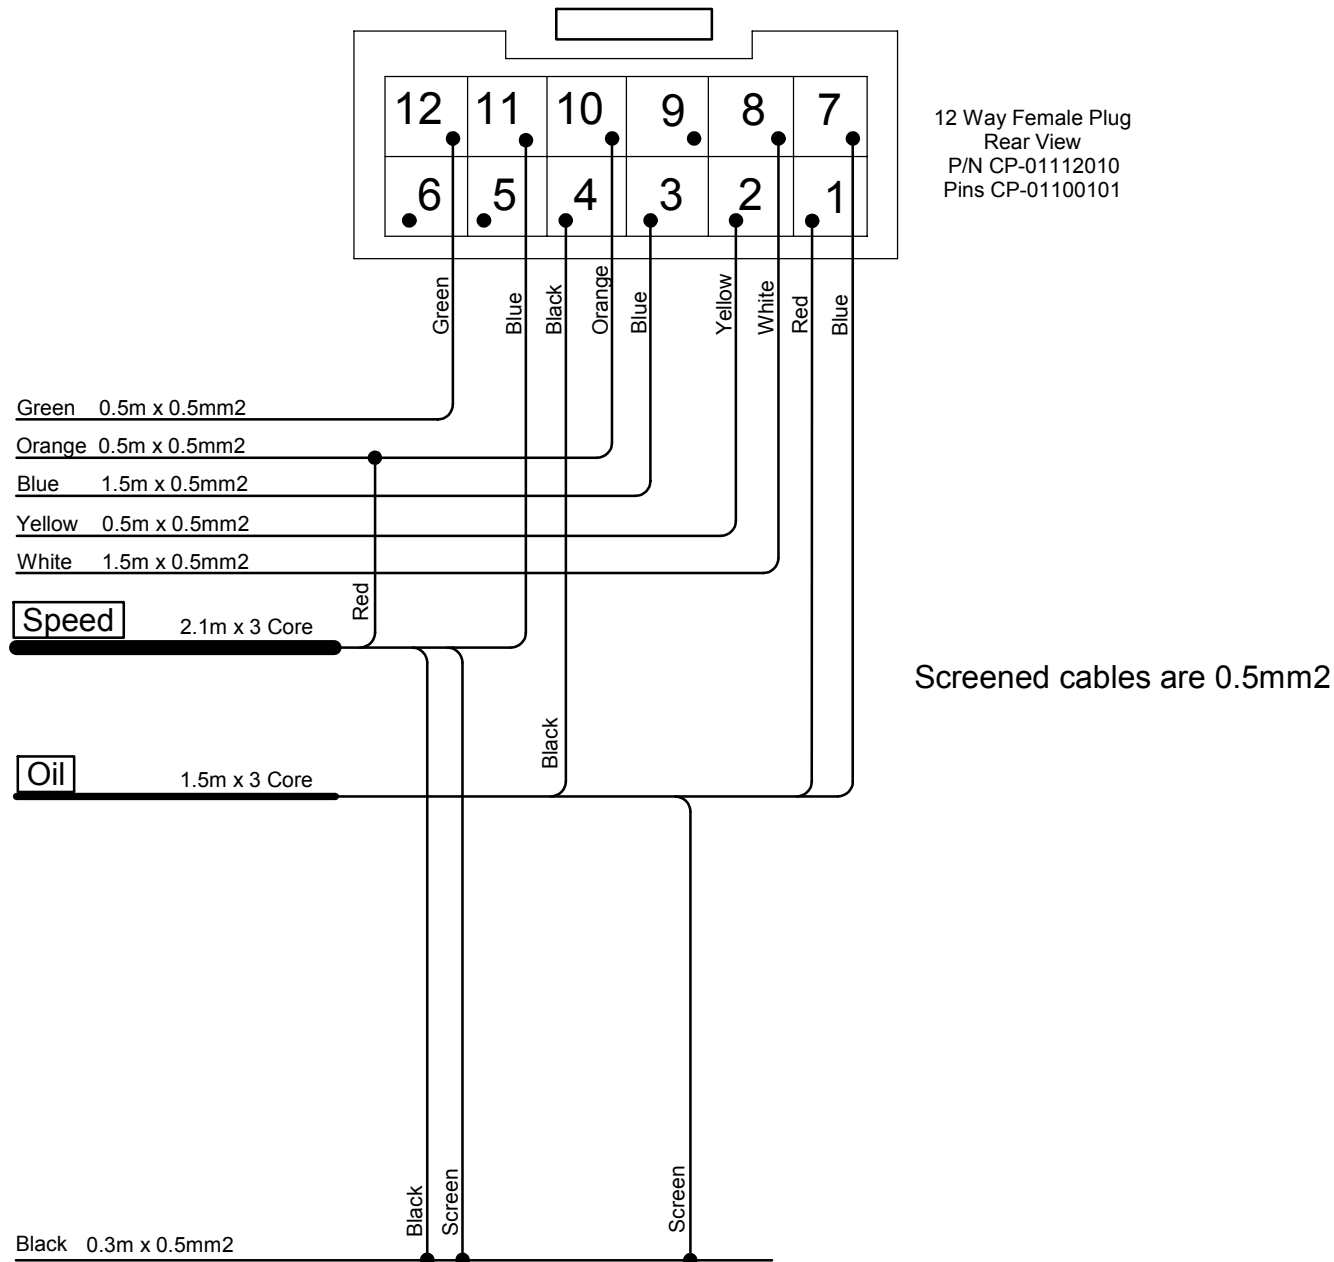 12 11 10 9 8 7
6 5 4 3 2 1
12 Way Female Plug
Rear View
P/N CP-01112010
Pins CP-01100101
Green
Blue
Black
Orange
Blue
Yellow
White
Red
Blue
Green 0.5m x 0.5mm2
Orange 0.5m x 0.5mm2
Blue 1.5m x 0.5mm2
Yellow 0.5m x 0.5mm2
White 1.5m x 0.5mm2
Red
Speed 2.1m x 3 Core
Screened cables are 0.5mm2
Black
Oil 1.5m x 3 Core
Black
Screen
Screen
Black 0.3m x 0.5mm2